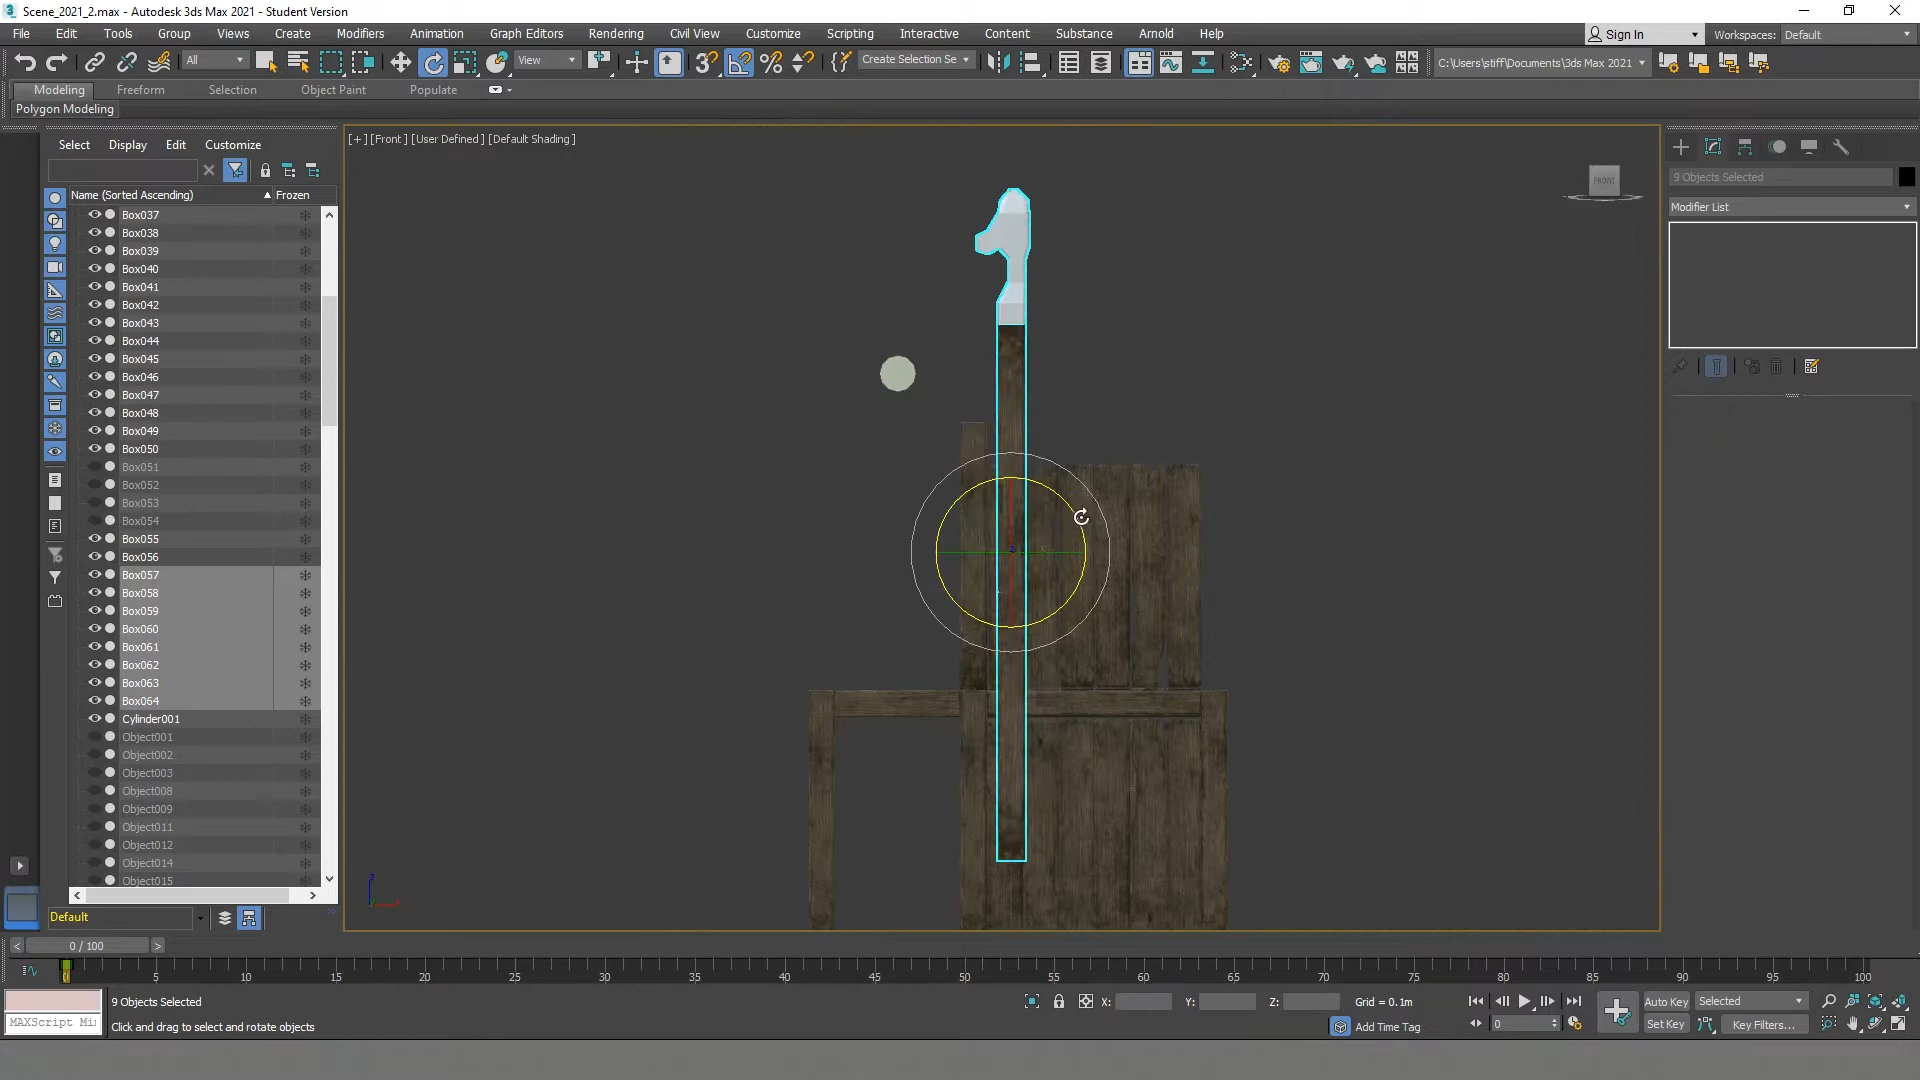 Scene_2021_2.max - Autodesk 3ds Max 2021 - Student Version
File Edit Tools Group Views Create Modifiers Animation Graph Editors Rendering Civil View Customize Scripting Interactive Content Substance Arnold Help Sign In Workspaces: Default
All View Create Selection Se C:\Users\stiff\Documents\3ds Max 2021
Modeling Freeform Selection Object Paint Populate
Polygon Modeling
Select Display Edit Customize
[+] [Front] [User Defined] [Default Shading]
Name (Sorted Ascending) Frozen
FRONT
9 Objects Selected
Modifier List
Box037
Box038
Box039
Box040
Box041
Box042
Box043
Box044
Box045
Box046
Box047
Box048
Box049
Box050
Box051
Box052
Box053
Box054
Box055
Box056
Box057
Box058
Box059
Box060
Box061
Box062
Box063
Box064
Cylinder001
Object001
Object002
Object003
Object008
Object009
Object011
Object012
Object014
Object015
z
Default
< 0 / 100 >
0 5 10 15 20 25 30 35 40 45 50 55 60 65 70 75 80 85 90 95 100
9 Objects Selected X: Y: Z: Grid = 0.1m Auto Key Selected
MAXScript Mi Click and drag to select and rotate objects Add Time Tag 0 Set Key Key Filters...